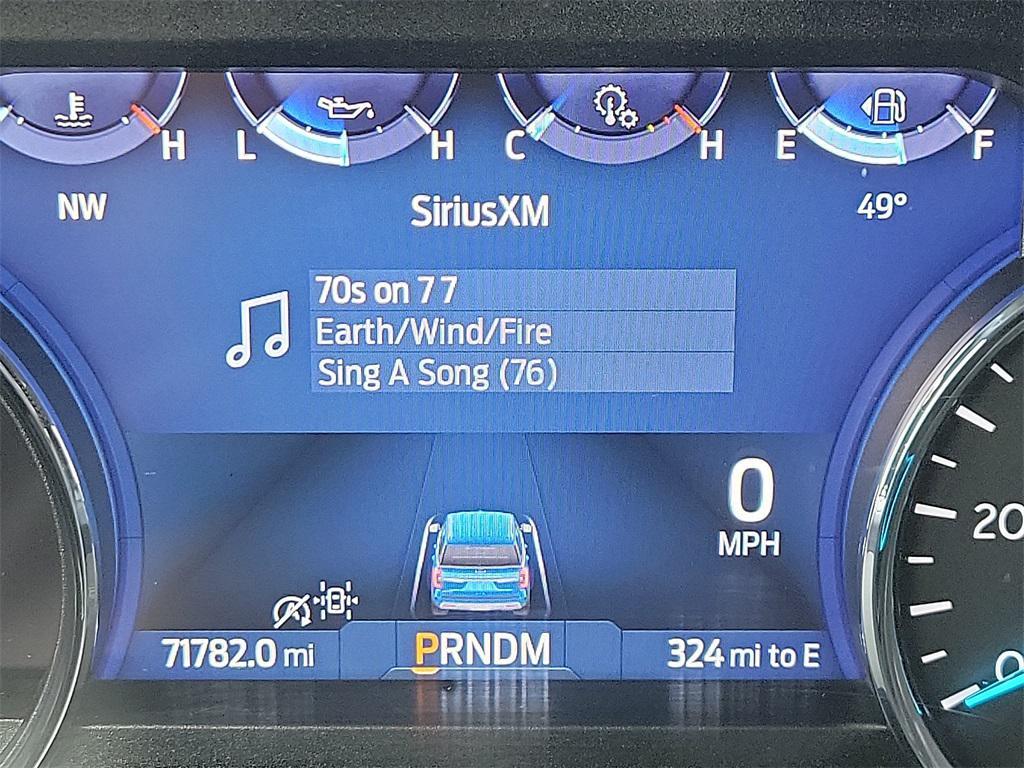 H L H C H E F
NW SiriusXM 49°
70s on 7 7
Earth/Wind/Fire
Sing A Song (76)
0
MPH
20
71782.0 mi PRNDM 324 mi to E
0